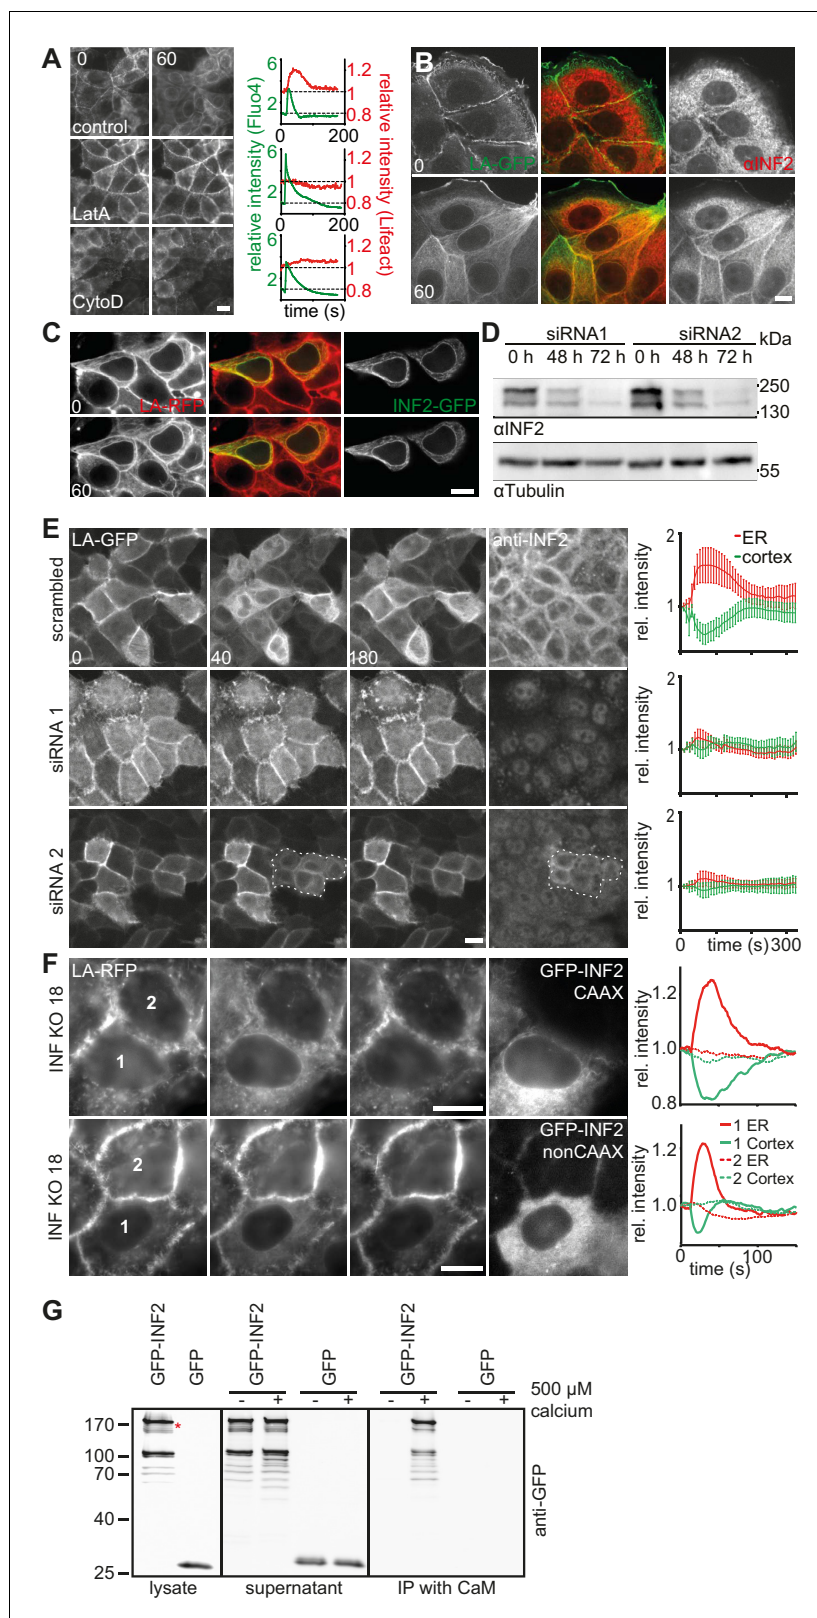 A
0 60
control
LatA
CytoD
relative intensity (Fluo4)
6
2
1.2
1
0.8
0 200
6
2
1.2
1
0.8
0 200
6
2
1.2
1
0.8
0 200
time (s)
relative intensity (Lifeact)
B
0
LA-GFP
αINF2
60
C
0
LA-RFP
INF2-GFP
60
D
siRNA1 siRNA2 kDa
0 h 48 h 72 h 0 h 48 h 72 h
250
130
αINF2
55
αTubulin
E
LA-GFP
anti-INF2
scrambled
0 40 180
siRNA 1
siRNA 2
2
1
rel. intensity
ER
cortex
2
1
rel. intensity
2
1
rel. intensity
0 time (s) 300
F
LA-RFP
GFP-INF2
CAAX
INF KO 18
2
1
1.2
1.0
0.8
rel. intensity
GFP-INF2
nonCAAX
INF KO 18
2
1
1.2
1.0
rel. intensity
1 ER
1 Cortex
2 ER
2 Cortex
0 100
time (s)
G
GFP-INF2 GFP GFP-INF2 GFP GFP-INF2 GFP
- + - + - + - +
500 µM
calcium
170
*
100
70
40
25
anti-GFP
lysate supernatant IP with CaM